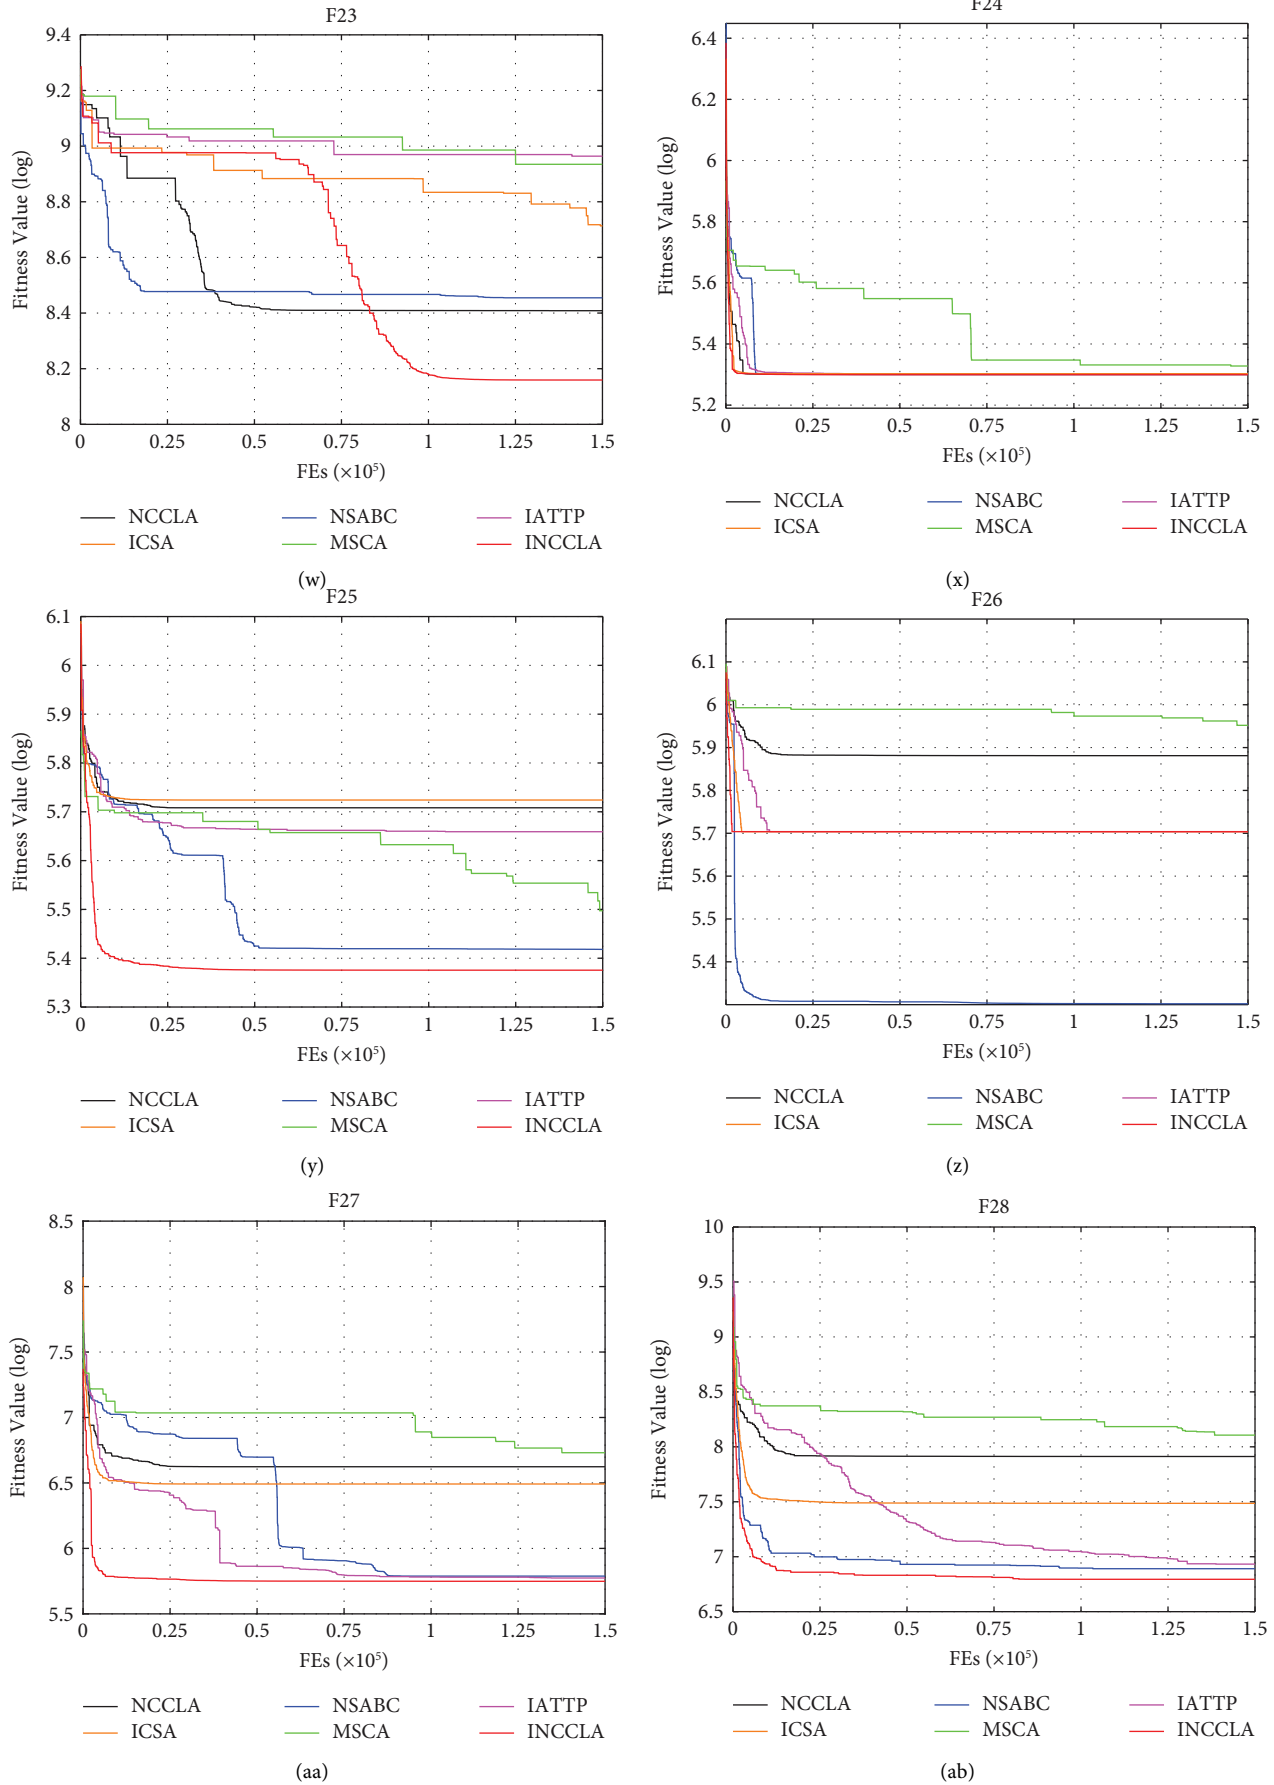 F23
9.4
9.2
9
8.8
8.6
8.4
8.2
8
0 0.25 0.5 0.75 1 1.25 1.5
Fitness Value (log)
FEs (×10⁵)
NCCLA NSABC IATTP
ICSA MSCA INCCLA
(w)
F24
6.4
6.2
6
5.8
5.6
5.4
5.2
0 0.25 0.5 0.75 1 1.25 1.5
Fitness Value (log)
FEs (×10⁵)
NCCLA NSABC IATTP
ICSA MSCA INCCLA
(x)
F25
6.1
6
5.9
5.8
5.7
5.6
5.5
5.4
5.3
0 0.25 0.5 0.75 1 1.25 1.5
Fitness Value (log)
FEs (×10⁵)
NCCLA NSABC IATTP
ICSA MSCA INCCLA
(y)
F26
6.1
6
5.9
5.8
5.7
5.6
5.5
5.4
0 0.25 0.5 0.75 1 1.25 1.5
Fitness Value (log)
FEs (×10⁵)
NCCLA NSABC IATTP
ICSA MSCA INCCLA
(z)
F27
8.5
8
7.5
7
6.5
6
5.5
0 0.25 0.5 0.75 1 1.25 1.5
Fitness Value (log)
FEs (×10⁵)
NCCLA NSABC IATTP
ICSA MSCA INCCLA
(aa)
F28
10
9.5
9
8.5
8
7.5
7
6.5
0 0.25 0.5 0.75 1 1.25 1.5
Fitness Value (log)
FEs (×10⁵)
NCCLA NSABC IATTP
ICSA MSCA INCCLA
(ab)